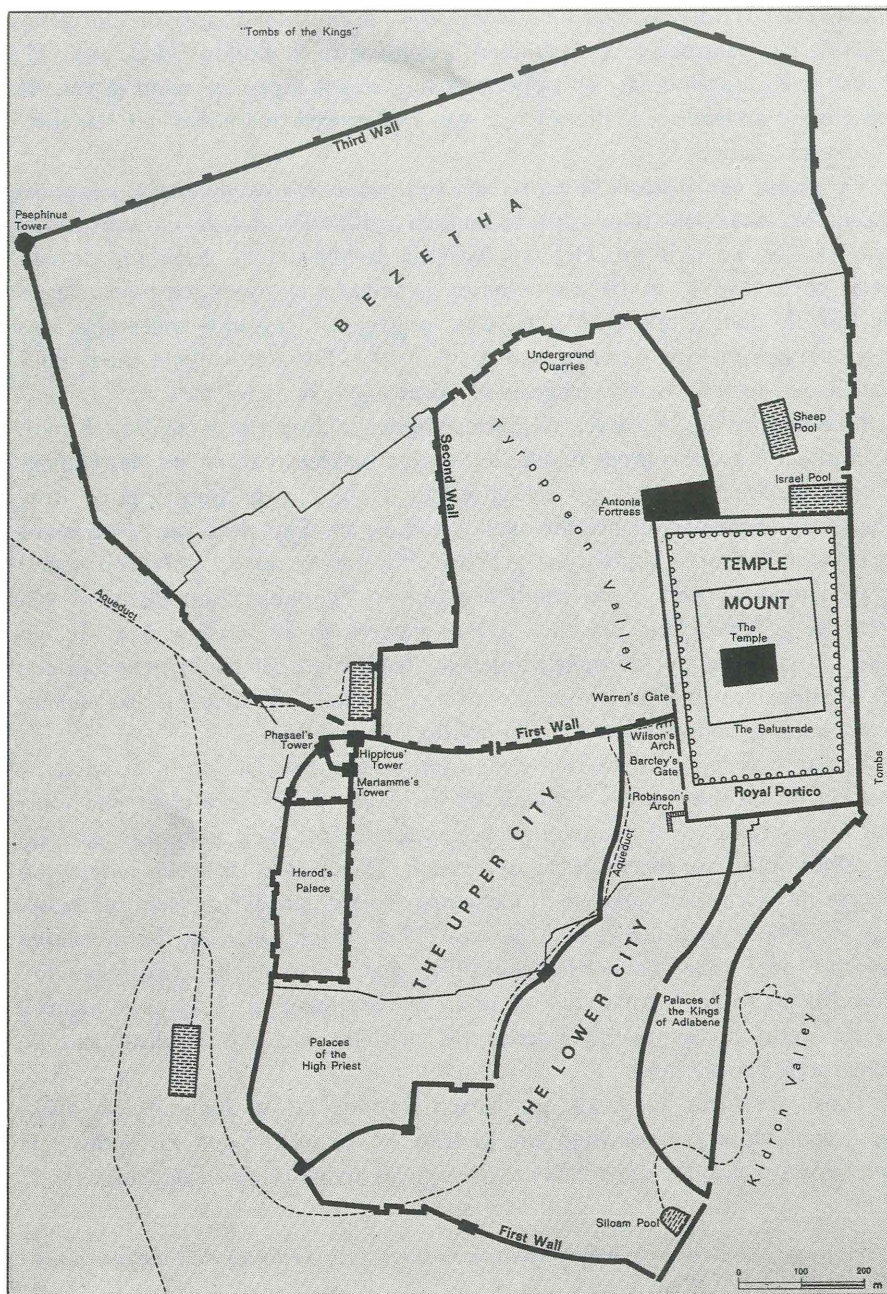 "Tombs of the Kings"
Third Wall
Psephinus
Tower
BEZETHA
Underground
Quarries
Sheep
Pool
Second Wall
Tyropoeon Valley
Israel Pool
Antonia
Fortress
TEMPLE
MOUNT
The
Temple
Aqueduct
Warren's Gate
First Wall
The Balustrade
Phasael's
Tower
Hippicus'
Tower
Wilson's
Arch
Mariamme's
Tower
Barcley's
Gate
Tombs
Robinson's
Arch
Royal Portico
THE UPPER CITY
Aqueduct
Herod's
Palace
THE LOWER CITY
Palaces of
the Kings
of Adiabene
Palaces
of the
High Priest
Kidron Valley
Siloam Pool
First Wall
0 100 200
m